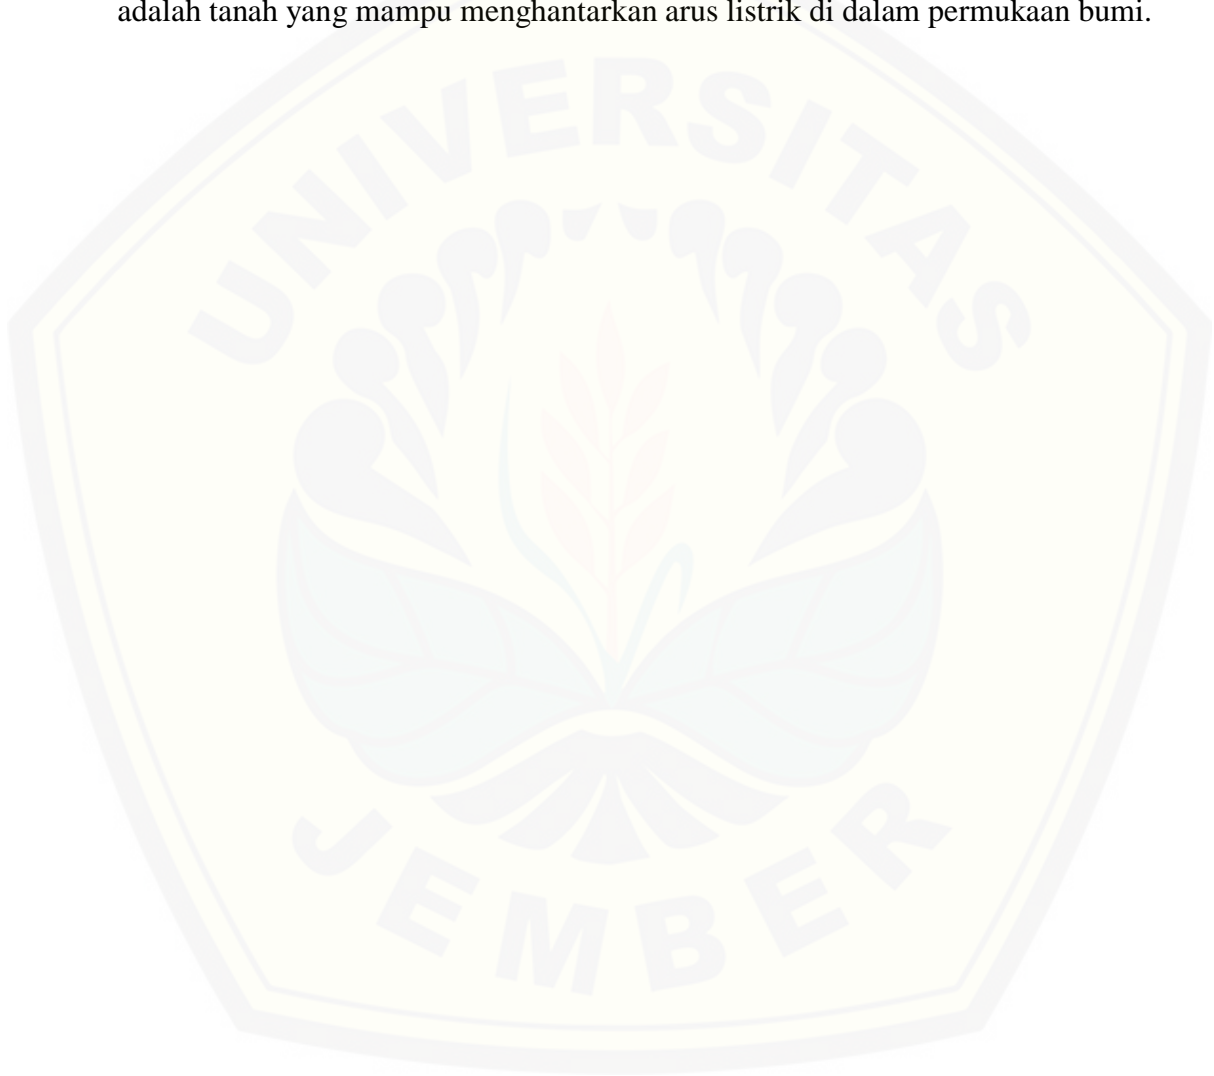 adalah tanah yang mampu menghantarkan arus listrik di dalam permukaan bumi.
UNIVERSITAS
JEMBER